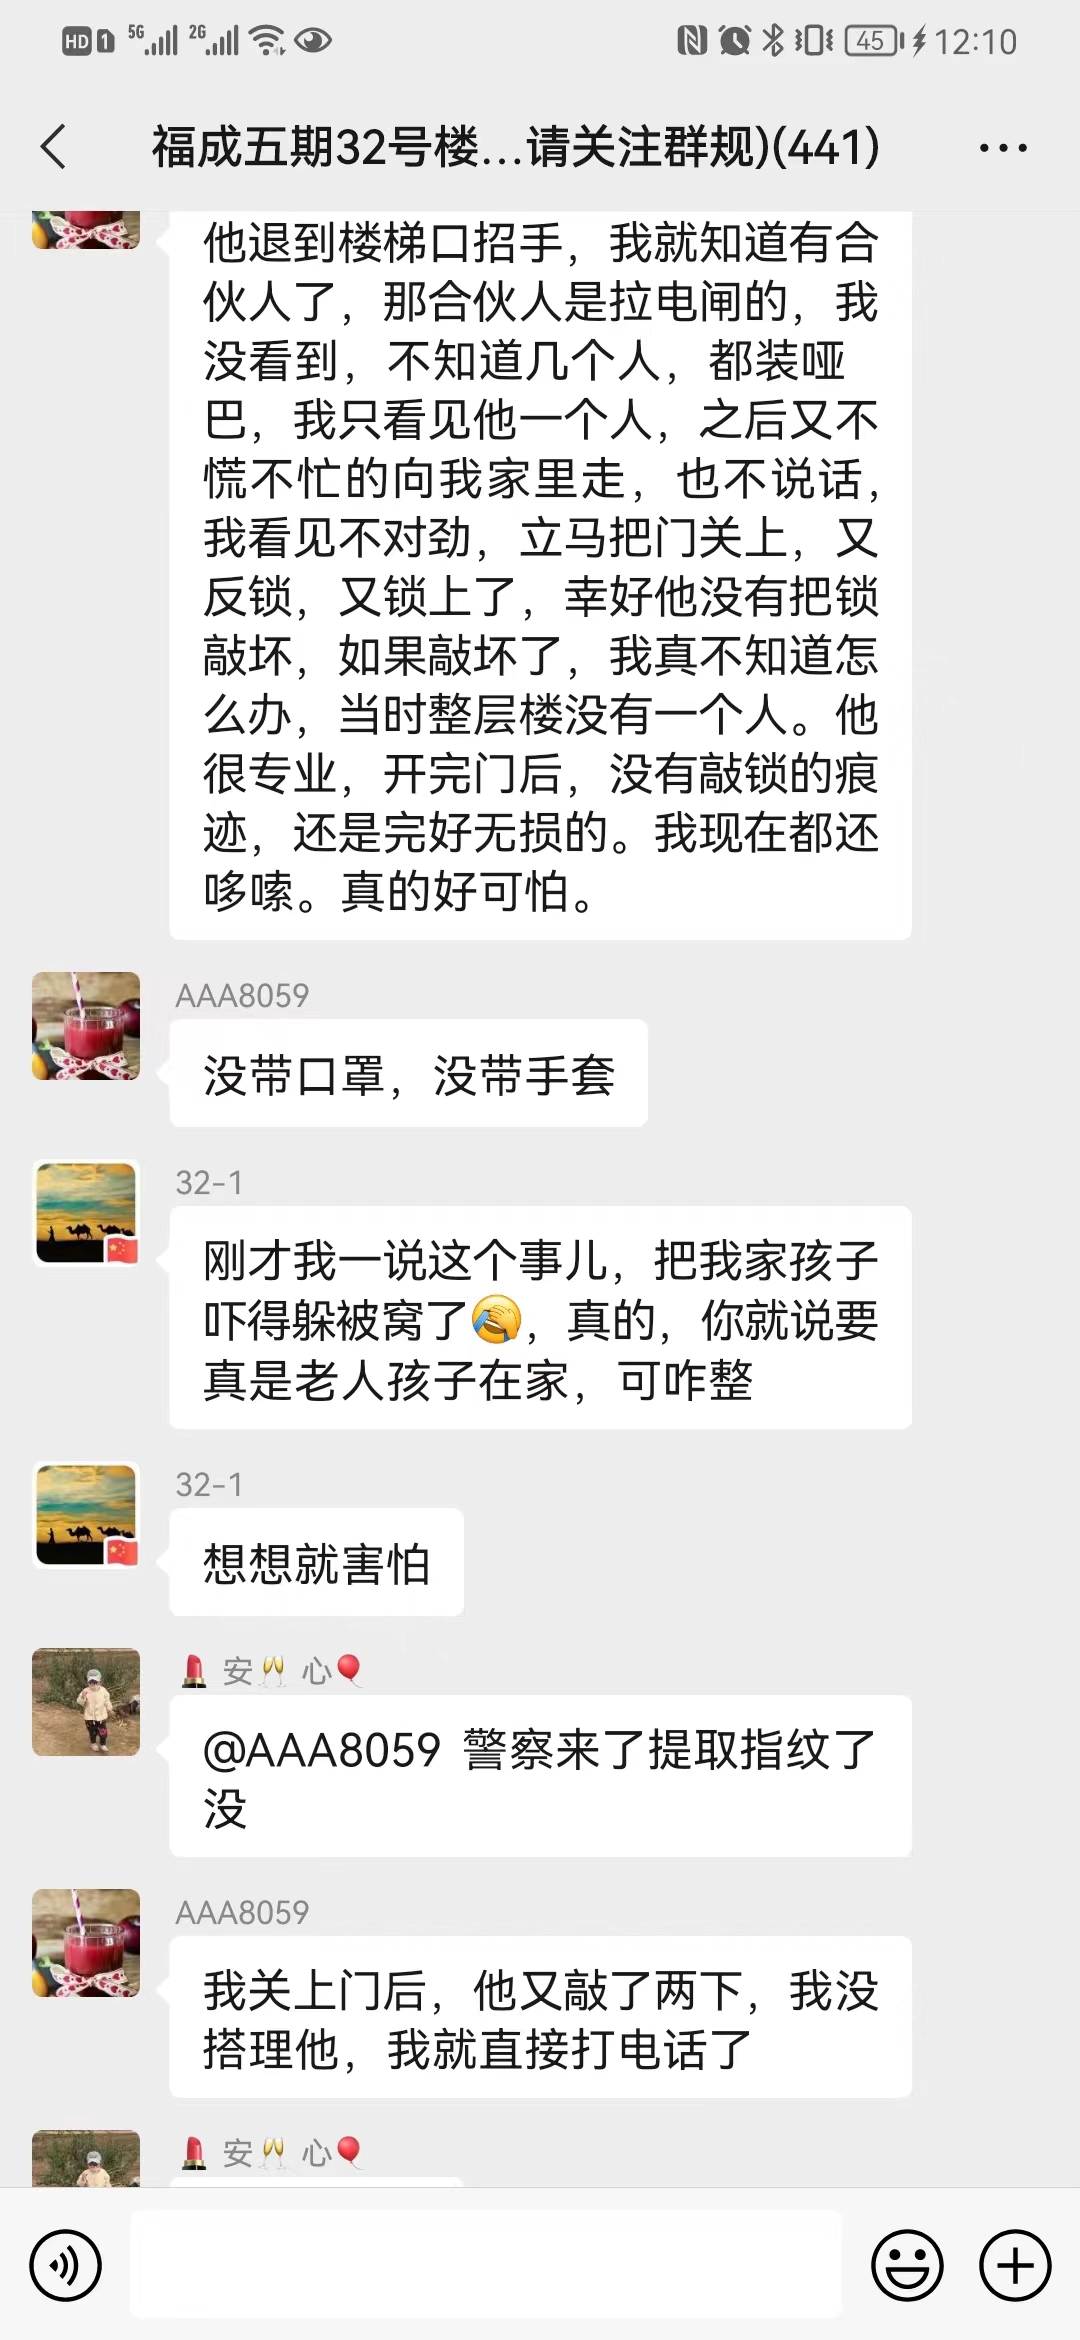 HD 1 5G 2G 45 12:10
福成五期32号楼...请关注群规)(441)
他退到楼梯口招手，我就知道有合
伙人了，那合伙人是拉电闸的，我
没看到，不知道几个人，都装哑
巴，我只看见他一个人，之后又不
慌不忙的向我家里走，也不说话，
我看见不对劲，立马把门关上，又
反锁，又锁上了，幸好他没有把锁
敲坏，如果敲坏了，我真不知道怎
么办，当时整层楼没有一个人。他
很专业，开完门后，没有敲锁的痕
迹，还是完好无损的。我现在都还
哆嗦。真的好可怕。
AAA8059
没带口罩，没带手套
32-1
刚才我一说这个事儿，把我家孩子
吓得躲被窝了🤦，真的，你就说要
真是老人孩子在家，可咋整
32-1
想想就害怕
💄 安🥂 心🎈
@AAA8059 警察来了提取指纹了
没
AAA8059
我关上门后，他又敲了两下，我没
搭理他，我就直接打电话了
💄 安🥂 心🎈